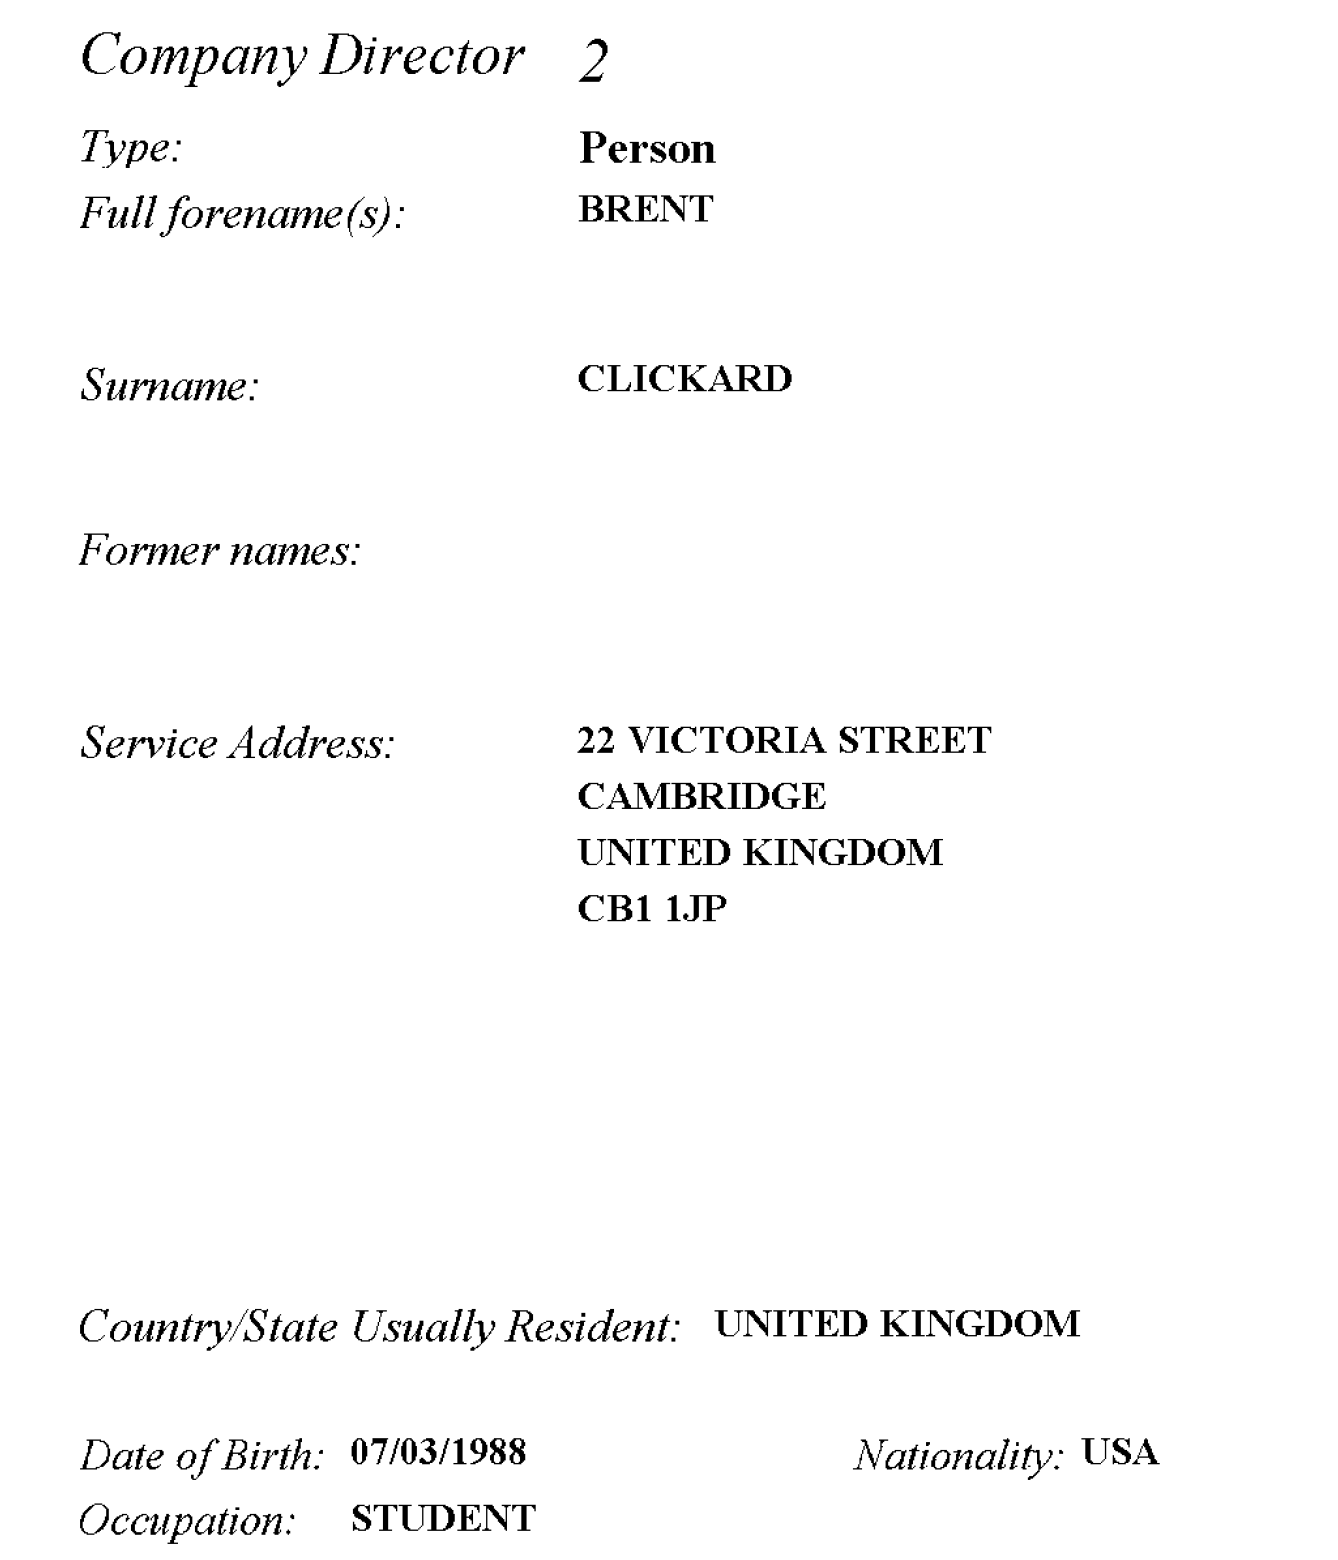 Company Director 2
Type: Person
Full forename(s): BRENT
Surname: CLICKARD
Former names:
Service Address: 22 VICTORIA STREET
CAMBRIDGE
UNITED KINGDOM
CB1 1JP
Country/State Usually Resident: UNITED KINGDOM
Date of Birth: 07/03/1988 Nationality: USA
Occupation: STUDENT